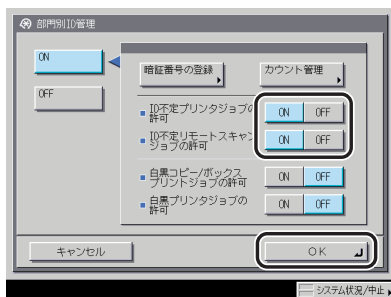 部門別ID管理
ON
OFF
暗証番号の登録
カウント管理
ID不定プリンタジョブの
許可
ON OFF
ID不定リモートスキャン
ジョブの許可
ON OFF
白黒コピー/ボックス
プリントジョブの許可
ON OFF
白黒プリンタジョブの
許可
ON OFF
キャンセル
OK
システム状況/中止